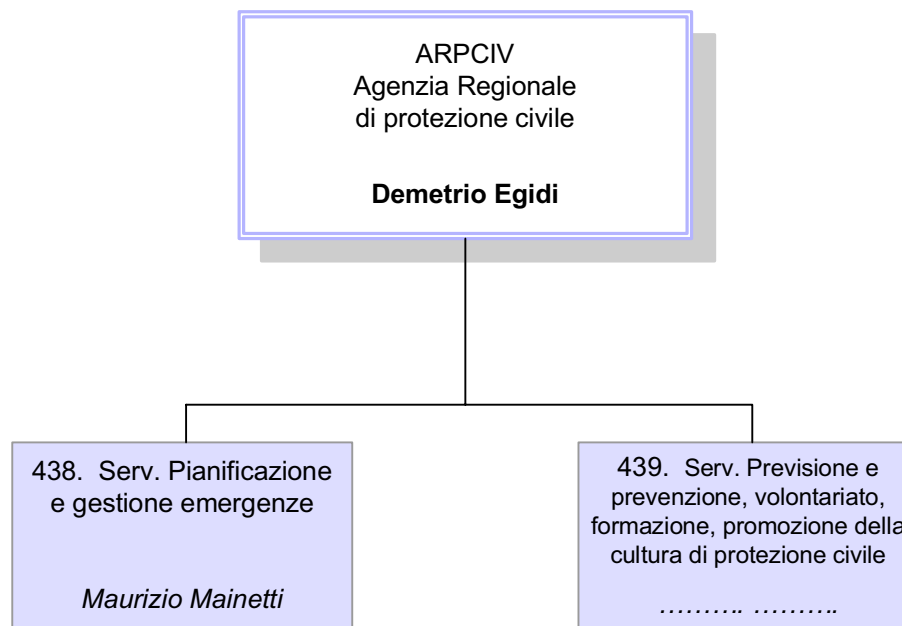 ARPCIV
Agenzia Regionale
di protezione civile
Demetrio Egidi
438. Serv. Pianificazione
e gestione emergenze
Maurizio Mainetti
439. Serv. Previsione e
prevenzione, volontariato,
formazione, promozione della
cultura di protezione civile
.......... ..........